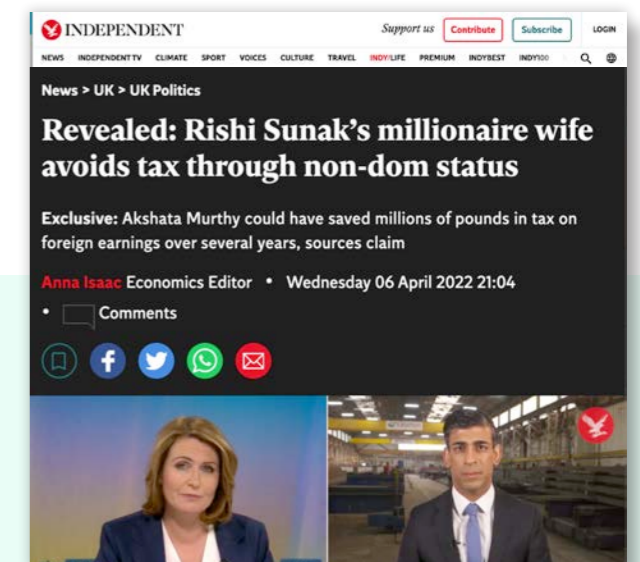 INDEPENDENT
Support us Contribute Subscribe LOGIN
NEWS INDEPENDENT TV CLIMATE SPORT VOICES CULTURE TRAVEL INDY/LIFE PREMIUM INDYBEST INDY100
News > UK > UK Politics
Revealed: Rishi Sunak’s millionaire wife
avoids tax through non-dom status
Exclusive: Akshata Murthy could have saved millions of pounds in tax on
foreign earnings over several years, sources claim
Anna Isaac Economics Editor • Wednesday 06 April 2022 21:04
• Comments